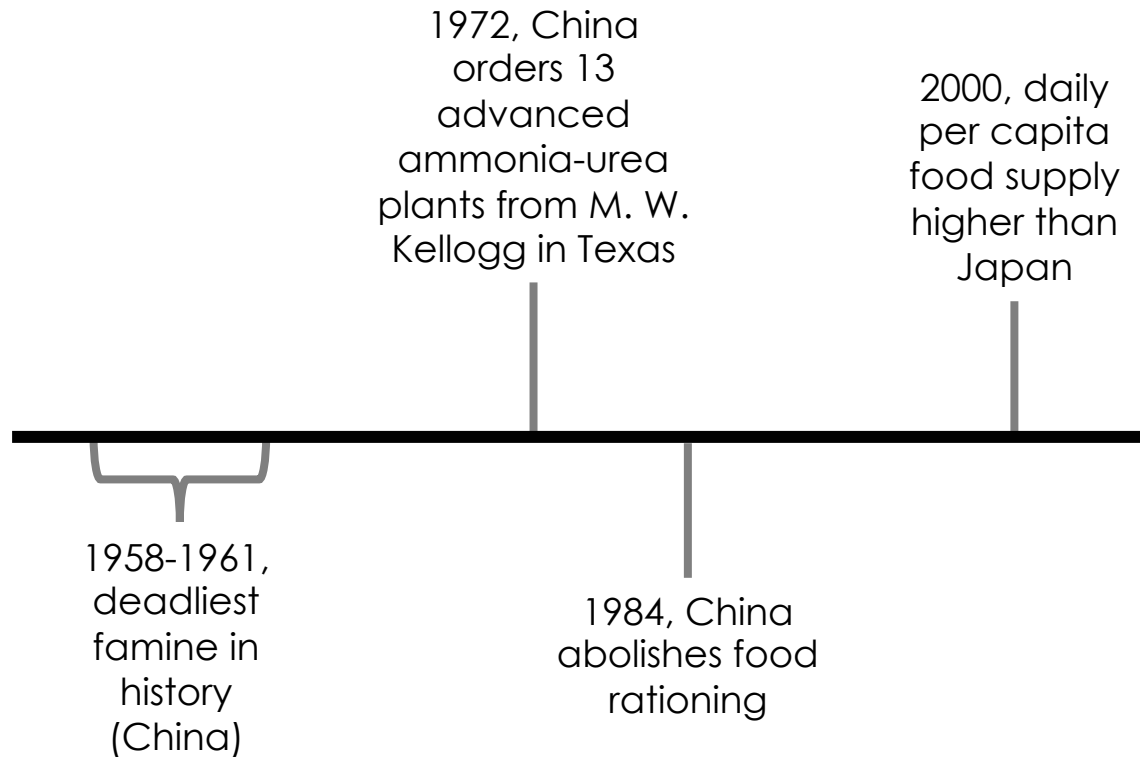 1972, China
orders 13
advanced
ammonia-urea
plants from M. W.
Kellogg in Texas
2000, daily
per capita
food supply
higher than
Japan
1958-1961,
deadliest
famine in
history
(China)
1984, China
abolishes food
rationing